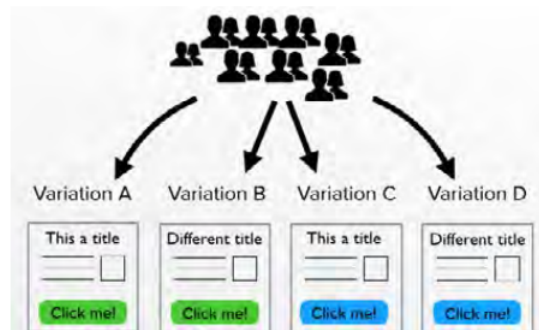 Variation A Variation B Variation C Variation D
This a title Different title This a title Different title
Click me! Click me! Click me! Click me!